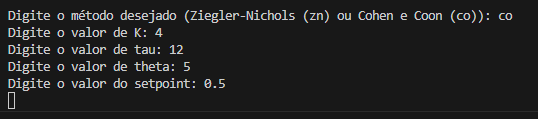 Digite o método desejado (Ziegler-Nichols (zn) ou Cohen e Coon (co)): co
Digite o valor de K: 4
Digite o valor de tau: 12
Digite o valor de theta: 5
Digite o valor do setpoint: 0.5